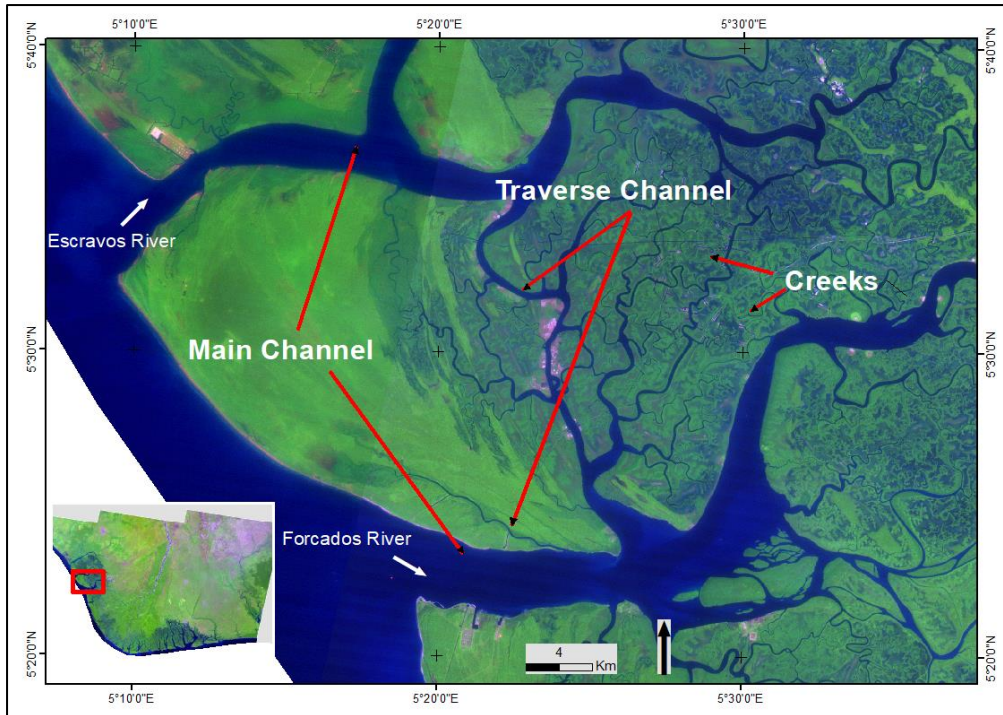 5°10'0"E 5°20'0"E 5°30'0"E
5°40'0"N 5°40'0"N
Traverse Channel
Escravos River
Creeks
Main Channel
5°30'0"N 5°30'0"N
Forcados River
4
Km
5°20'0"N 5°20'0"N
5°10'0"E 5°20'0"E 5°30'0"E